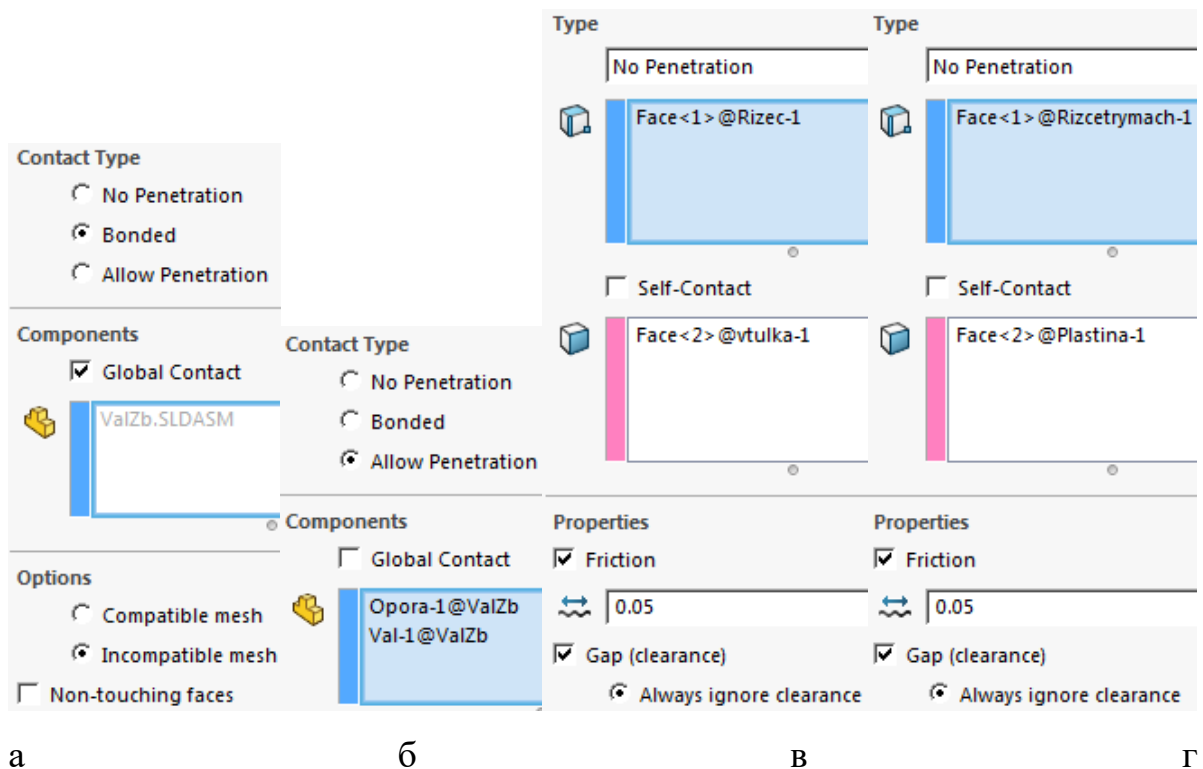 Contact Type
No Penetration
Bonded
Allow Penetration
Components
Global Contact
ValZb.SLDASM
Options
Compatible mesh
Incompatible mesh
Non-touching faces
Contact Type
No Penetration
Bonded
Allow Penetration
Components
Global Contact
Opora-1@ValZb
Val-1@ValZb
Type
No Penetration
Face<1>@Rizec-1
Self-Contact
Face<2>@vtulka-1
Properties
Friction
0.05
Gap (clearance)
Always ignore clearance
Type
No Penetration
Face<1>@Rizcetrymach-1
Self-Contact
Face<2>@Plastina-1
Properties
Friction
0.05
Gap (clearance)
Always ignore clearance
а б в г